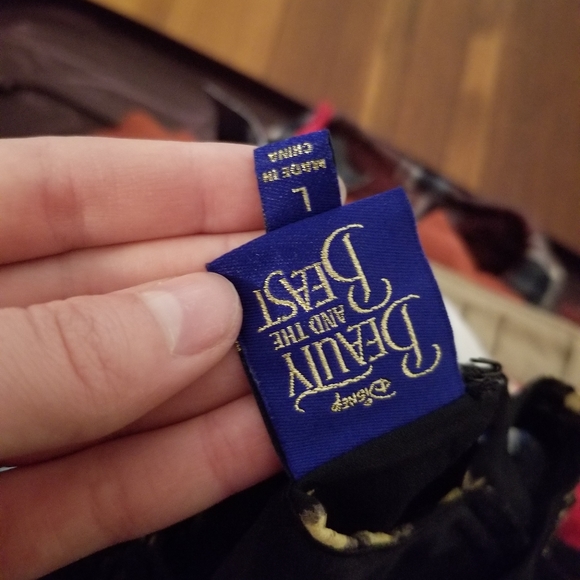 Disney
BEAUTY
AND THE
BEAST
L
MADE IN
CHINA